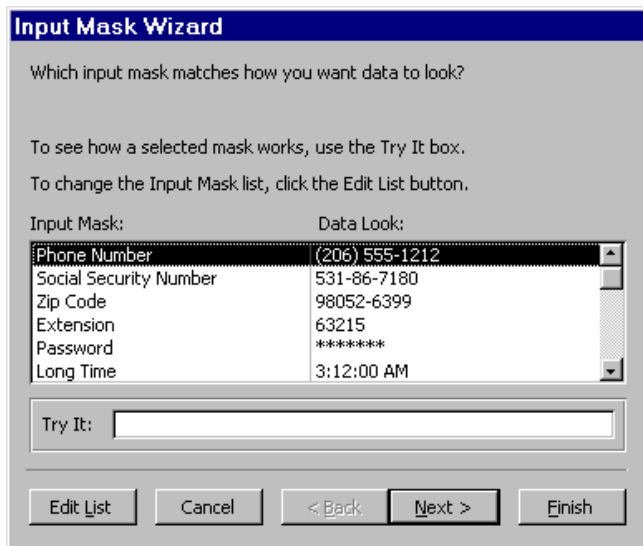 Input Mask Wizard
Which input mask matches how you want data to look?
To see how a selected mask works, use the Try It box.
To change the Input Mask list, click the Edit List button.
Input Mask: Data Look:
Phone Number (206) 555-1212
Social Security Number 531-86-7180
Zip Code 98052-6399
Extension 63215
Password *******
Long Time 3:12:00 AM
Try It:
Edit List Cancel < Back Next > Finish